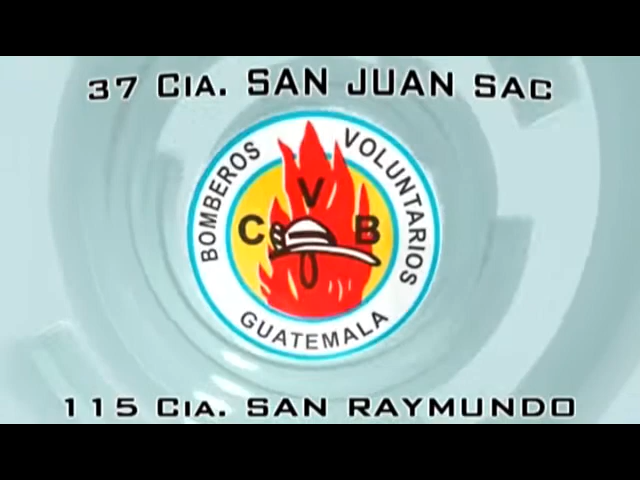 37 Cia. SAN JUAN SAC
BOMBEROS VOLUNTARIOS
C V B
GUATEMALA
115 Cia. SAN RAYMUNDO